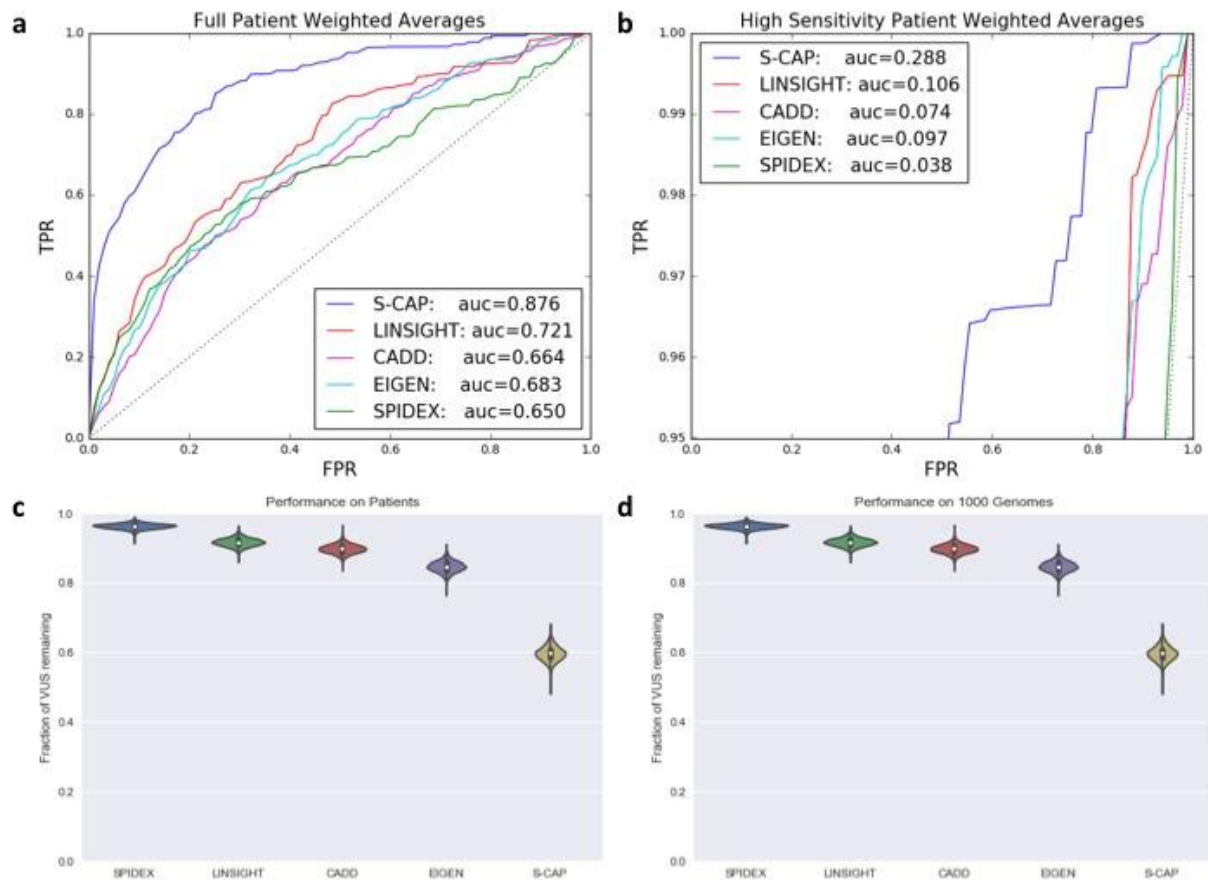 a
Full Patient Weighted Averages
1.0
0.8
0.6
0.4
0.2
0.0
TPR
S-CAP: auc=0.876
LINSIGHT: auc=0.721
CADD: auc=0.664
EIGEN: auc=0.683
SPIDEX: auc=0.650
0.0 0.2 0.4 0.6 0.8 1.0
FPR
b
High Sensitivity Patient Weighted Averages
1.00
0.99
0.98
0.97
0.96
0.95
TPR
S-CAP: auc=0.288
LINSIGHT: auc=0.106
CADD: auc=0.074
EIGEN: auc=0.097
SPIDEX: auc=0.038
0.0 0.2 0.4 0.6 0.8 1.0
FPR
c
Performance on Patients
1.0
0.8
0.6
0.4
0.2
0.0
Fraction of VUS remaining
SPIDEX LINSIGHT CADD EIGEN S-CAP
d
Performance on 1000 Genomes
1.0
0.8
0.6
0.4
0.2
0.0
Fraction of VUS remaining
SPIDEX LINSIGHT CADD EIGEN S-CAP